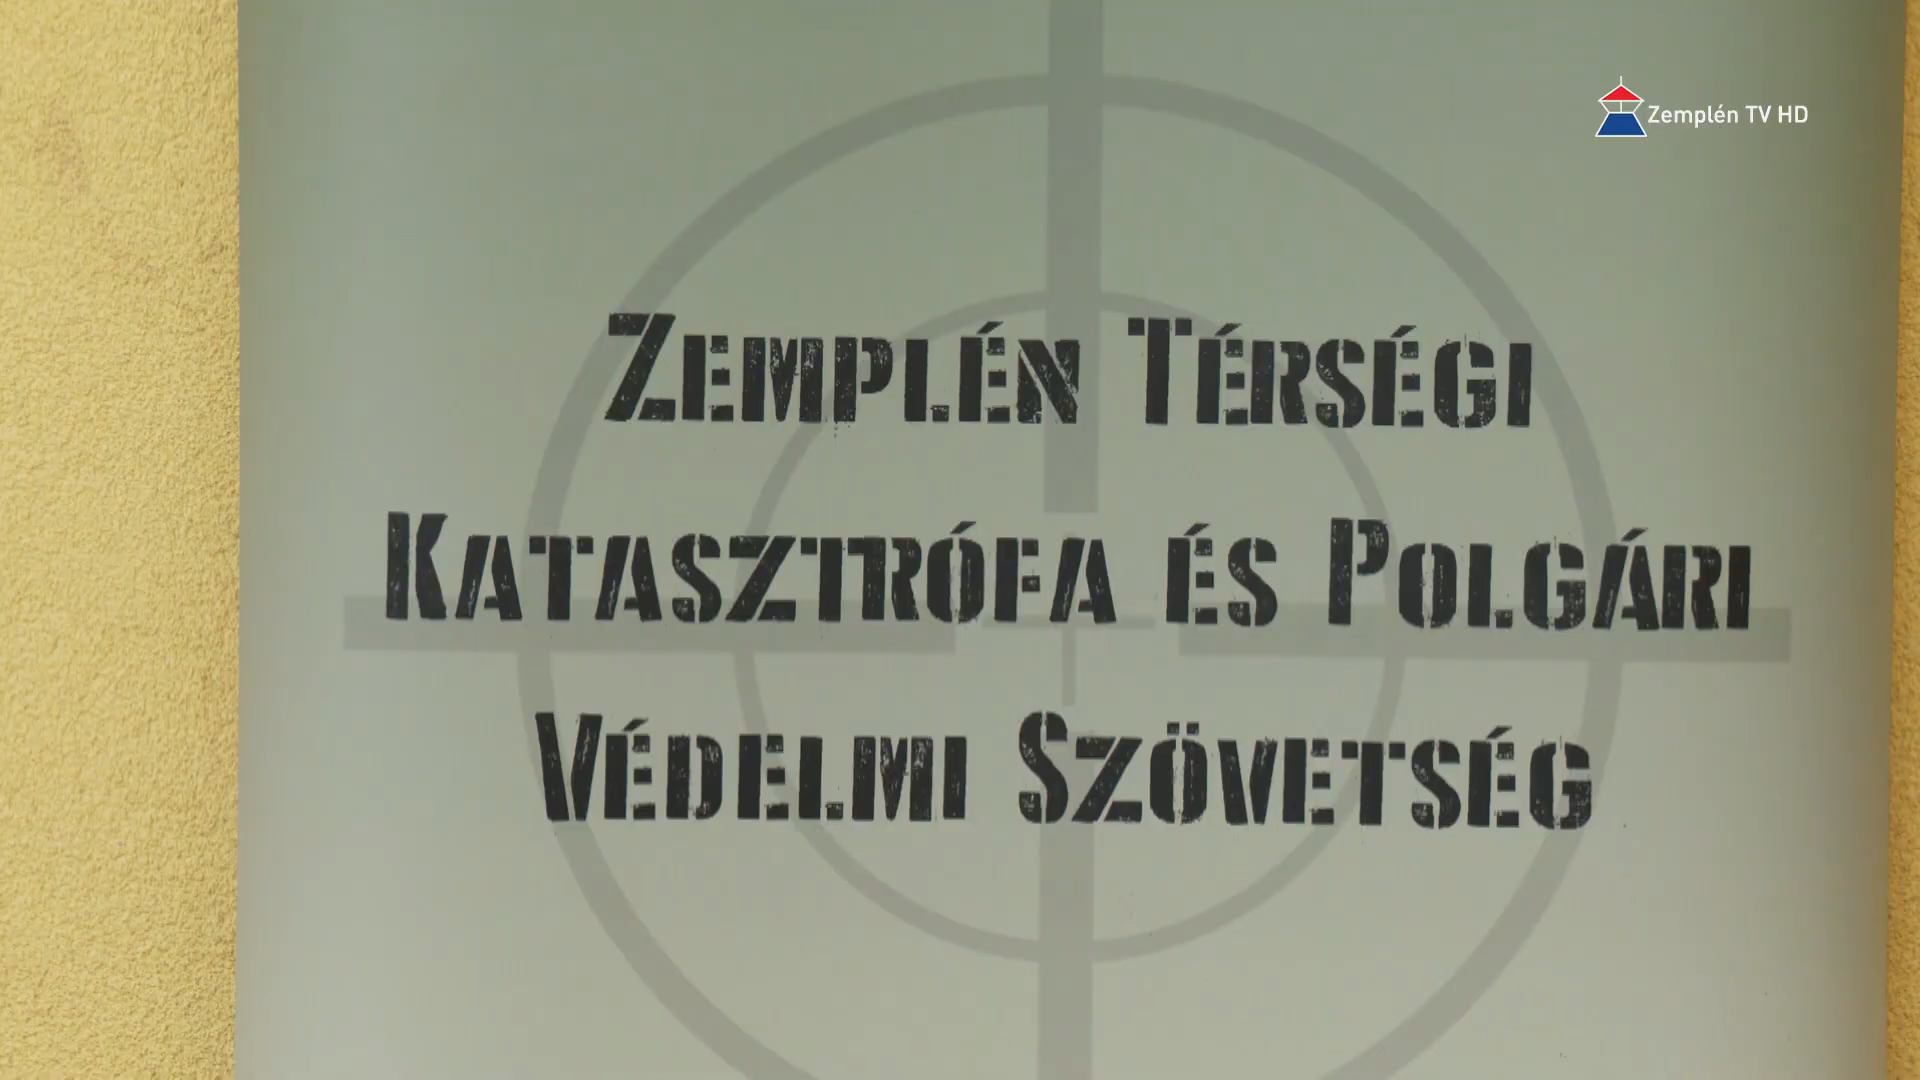 Zemplén TV HD
Zemplén Térségi
Katasztrófa és Polgári
Védelmi Szövetség